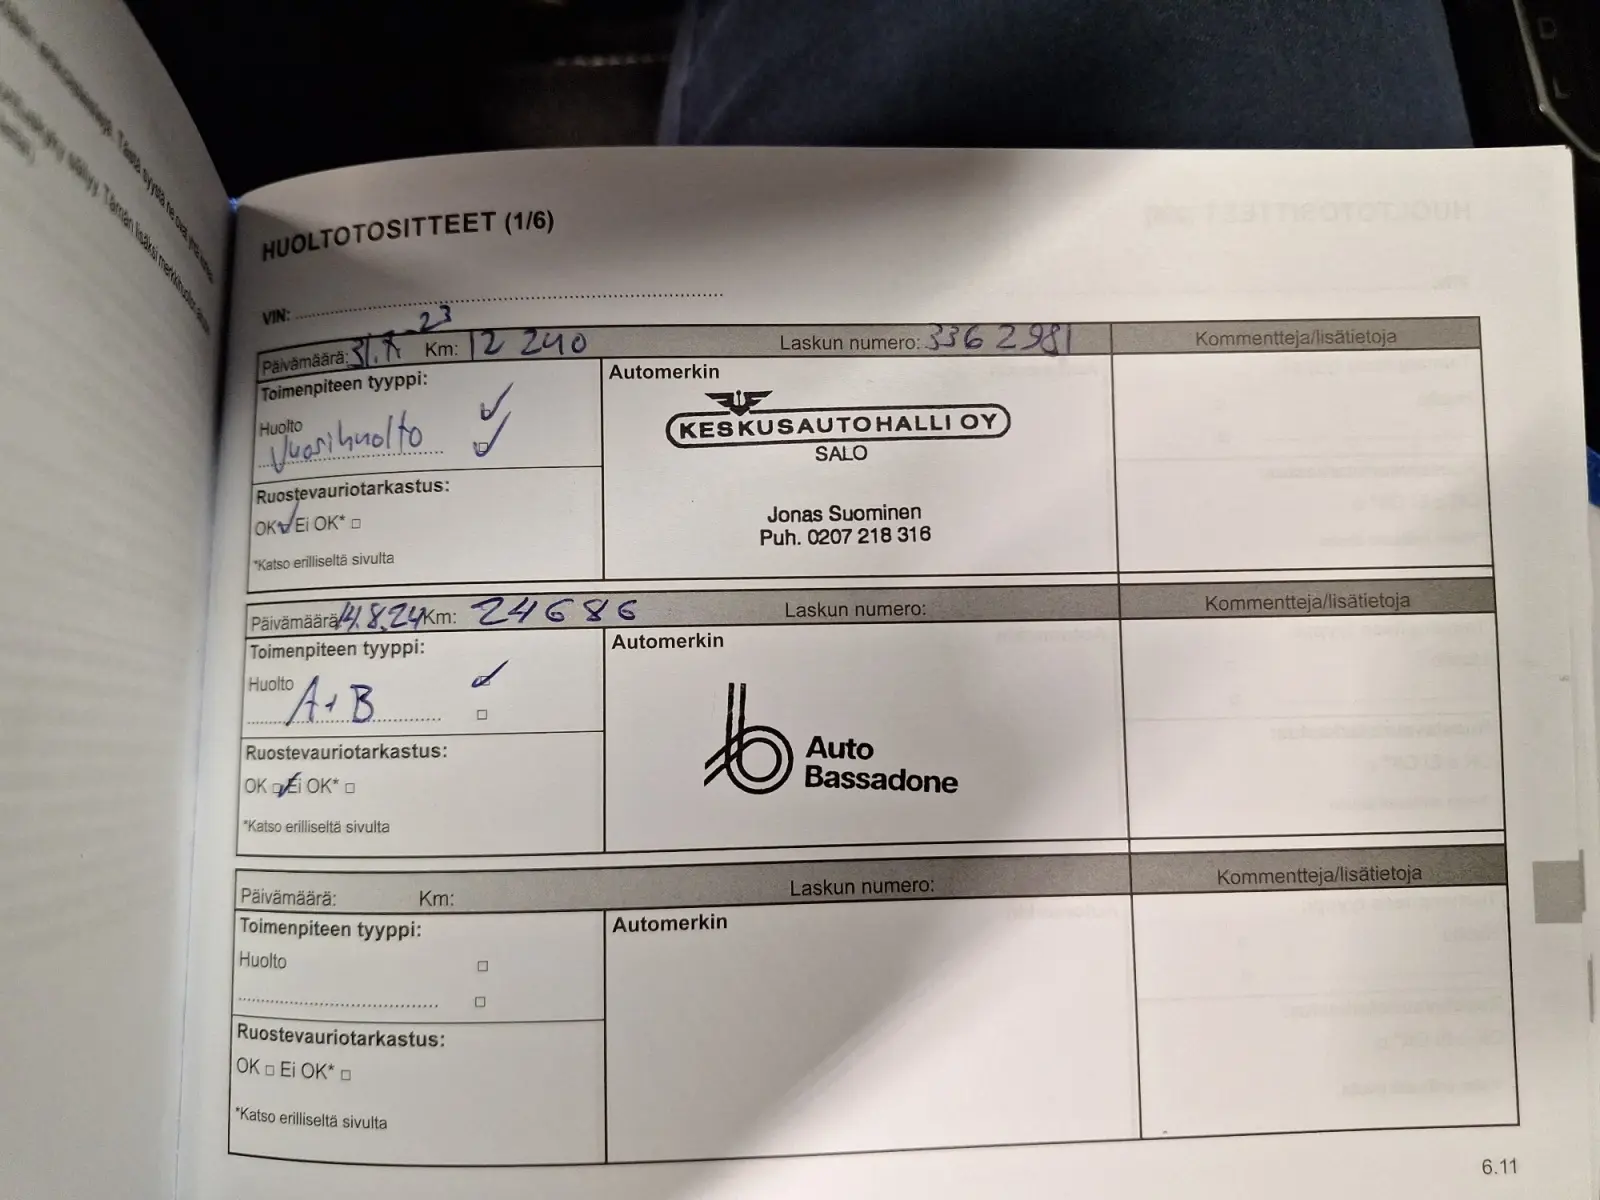 HUOLTOTOSITTEET (1/6)
VIN:
Päivämäärä: 23 Km: 12 240 Laskun numero: 3362981 Kommentteja/lisätietoja
Toimenpiteen tyyppi: Automerkin
Huolto
Vuosihuolto
KESKUSAUTOHALLI OY
SALO
Ruostevauriotarkastus:
OK Ei OK*
Jonas Suominen
Puh. 0207 218 316
*Katso erilliseltä sivulta
Päivämäärä 14.8.24 Km: 24686 Laskun numero: Kommentteja/lisätietoja
Toimenpiteen tyyppi: Automerkin
Huolto
A+B
Auto
Bassadone
Ruostevauriotarkastus:
OK Ei OK*
*Katso erilliseltä sivulta
Päivämäärä: Km: Laskun numero: Kommentteja/lisätietoja
Toimenpiteen tyyppi: Automerkin
Huolto
Ruostevauriotarkastus:
OK Ei OK*
*Katso erilliseltä sivulta
6.11